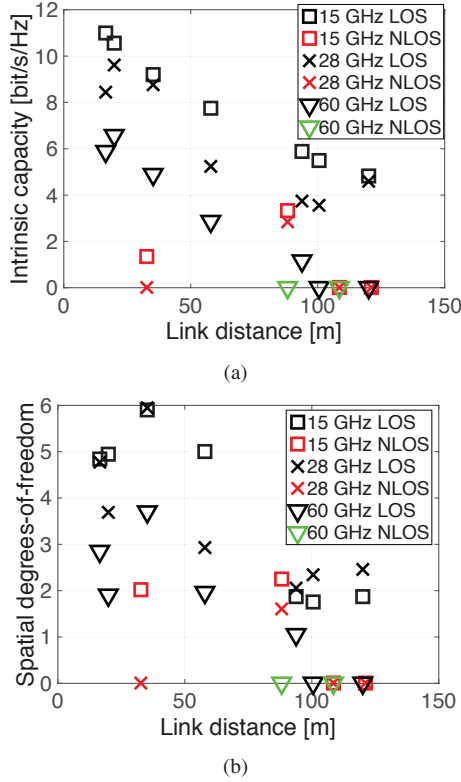 Intrinsic capacity [bit/s/Hz]
12
10
8
6
4
2
0
0
50
100
150
Link distance [m]
15 GHz LOS
15 GHz NLOS
28 GHz LOS
28 GHz NLOS
60 GHz LOS
60 GHz NLOS
(a)
Spatial degrees-of-freedom
6
5
4
3
2
1
0
0
50
100
150
Link distance [m]
15 GHz LOS
15 GHz NLOS
28 GHz LOS
28 GHz NLOS
60 GHz LOS
60 GHz NLOS
(b)